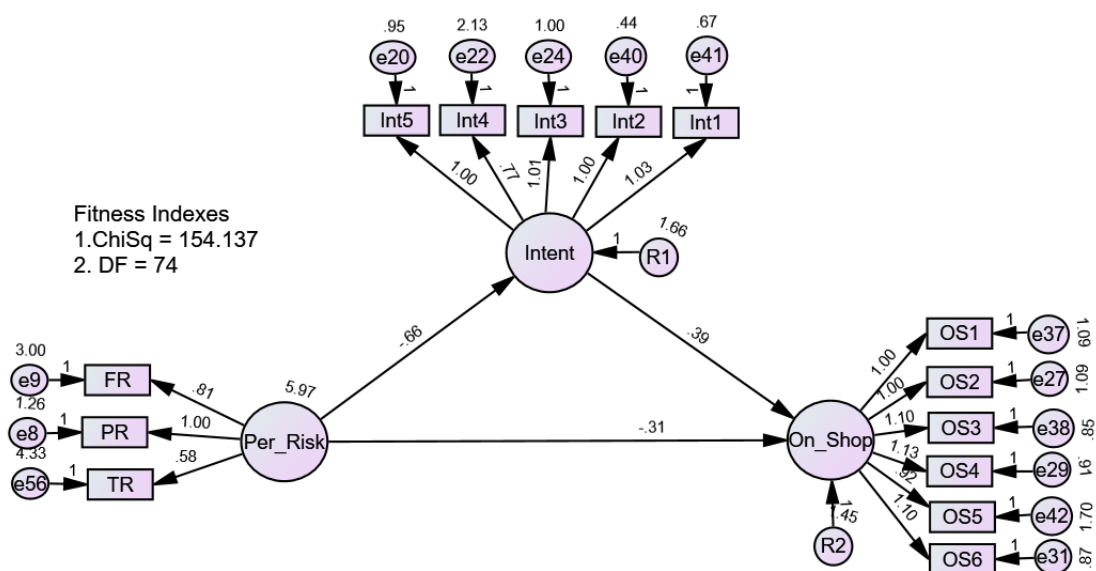 .95 2.13 1.00 .44 .67
e20 e22 e24 e40 e41
1 1 1 1 1
Int5 Int4 Int3 Int2 Int1
1.00 .77 1.01 1.00 1.03
Fitness Indexes
1.ChiSq = 154.137
2. DF = 74
Intent
1
R1
1.66
-.66
.39
3.00
e9 1 FR .81
1.26
e8 1 PR 1.00
4.33
e56 1 TR .58
5.97
Per_Risk
-.31
On_Shop
1.00 OS1 1 e37 1.09
1.00 OS2 1 e27 1.09
1.10 OS3 1 e38 .85
1.13 OS4 1 e29 .91
.92 OS5 1 e42 1.70
1.10 OS6 1 e31 .87
1
R2